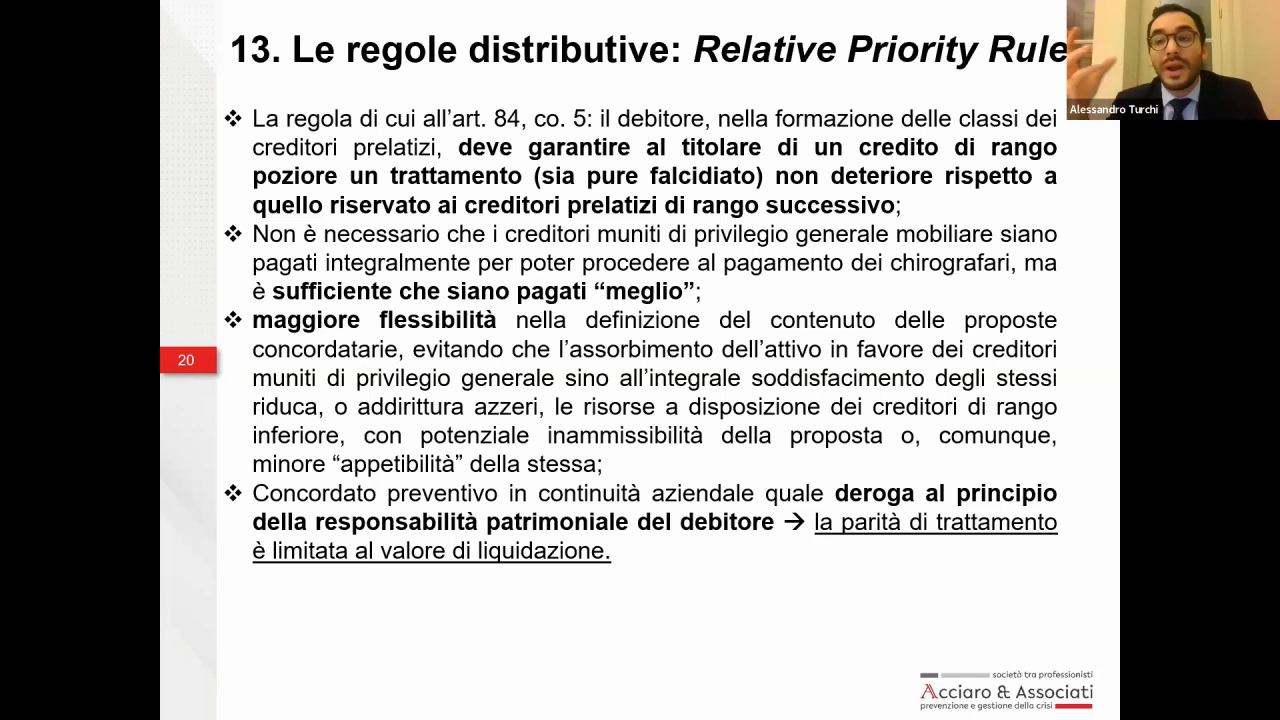 13. Le regole distributive: Relative Priority Rule
Alessandro Turchi
❖ La regola di cui all’art. 84, co. 5: il debitore, nella formazione delle classi dei
creditori prelatizi, deve garantire al titolare di un credito di rango
poziore un trattamento (sia pure falcidiato) non deteriore rispetto a
quello riservato ai creditori prelatizi di rango successivo;
❖ Non è necessario che i creditori muniti di privilegio generale mobiliare siano
pagati integralmente per poter procedere al pagamento dei chirografari, ma
è sufficiente che siano pagati “meglio”;
❖ maggiore flessibilità nella definizione del contenuto delle proposte
concordatarie, evitando che l’assorbimento dell’attivo in favore dei creditori
muniti di privilegio generale sino all’integrale soddisfacimento degli stessi
riduca, o addirittura azzeri, le risorse a disposizione dei creditori di rango
inferiore, con potenziale inammissibilità della proposta o, comunque,
minore “appetibilità” della stessa;
❖ Concordato preventivo in continuità aziendale quale deroga al principio
della responsabilità patrimoniale del debitore → la parità di trattamento
è limitata al valore di liquidazione.
20
società tra professionisti
Acciaro & Associati
prevenzione e gestione della crisi